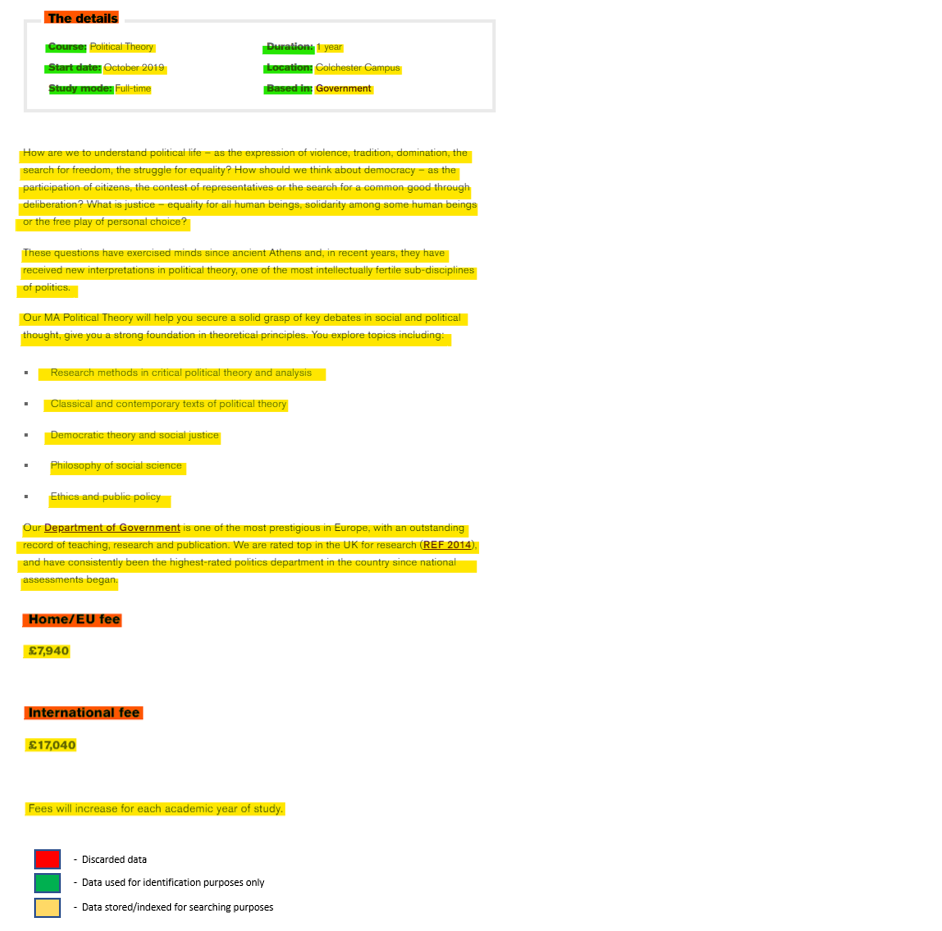 The details
Course: Political Theory Duration: 1 year
Start date: October 2019 Location: Colchester Campus
Study mode: Full-time Based in: Government
How are we to understand political life – as the expression of violence, tradition, domination, the
search for freedom, the struggle for equality? How should we think about democracy – as the
participation of citizens, the contest of representatives or the search for a common good through
deliberation? What is justice – equality for all human beings, solidarity among some human beings
or the free play of personal choice?
These questions have exercised minds since ancient Athens and, in recent years, they have
received new interpretations in political theory, one of the most intellectually fertile sub-disciplines
of politics.
Our MA Political Theory will help you secure a solid grasp of key debates in social and political
thought, give you a strong foundation in theoretical principles. You explore topics including:
▪ Research methods in critical political theory and analysis
▪ Classical and contemporary texts of political theory
▪ Democratic theory and social justice
▪ Philosophy of social science
▪ Ethics and public policy
Our Department of Government is one of the most prestigious in Europe, with an outstanding
record of teaching, research and publication. We are rated top in the UK for research (REF 2014),
and have consistently been the highest-rated politics department in the country since national
assessments began.
Home/EU fee
£7,940
International fee
£17,040
Fees will increase for each academic year of study.
- Discarded data
- Data used for identification purposes only
- Data stored/indexed for searching purposes